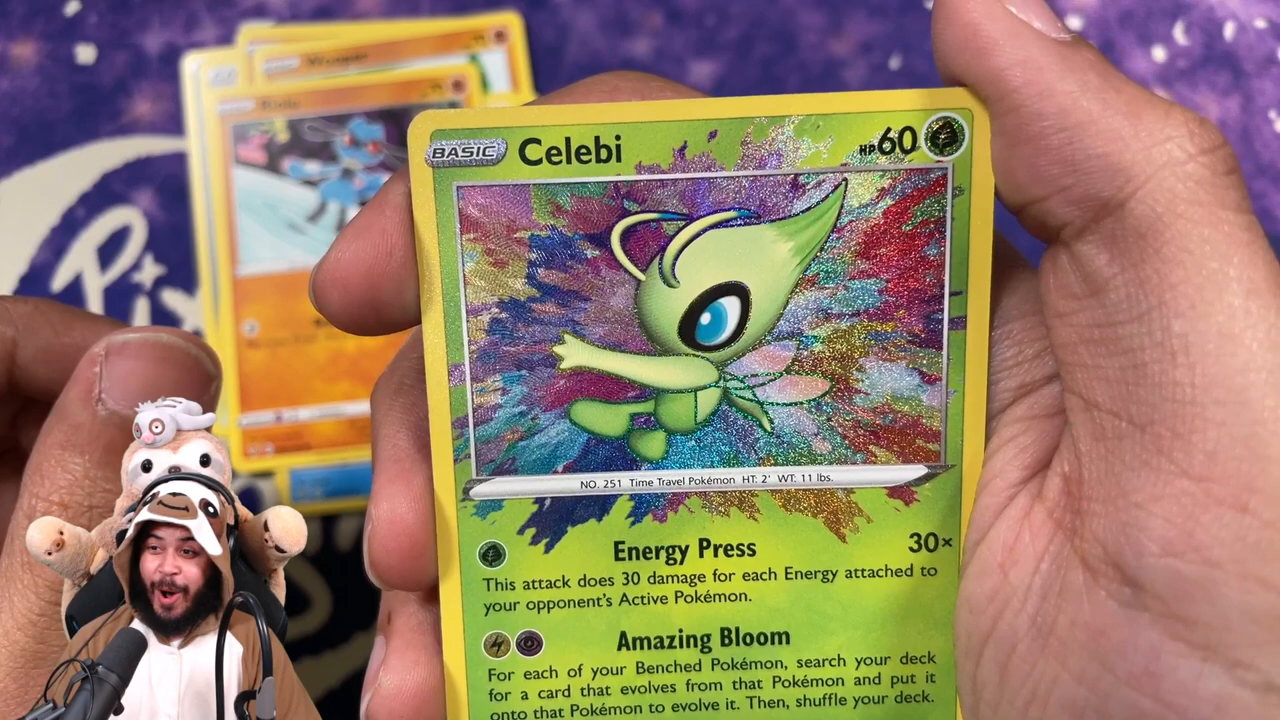 BASIC Celebi HP60
NO. 251 Time Travel Pokémon HT: 2' WT: 11 lbs.
Energy Press 30×
This attack does 30 damage for each Energy attached to
your opponent's Active Pokémon.
Amazing Bloom
For each of your Benched Pokémon, search your deck
for a card that evolves from that Pokémon and put it
onto that Pokémon to evolve it. Then, shuffle your deck.
Riolu
Wooper
Pix